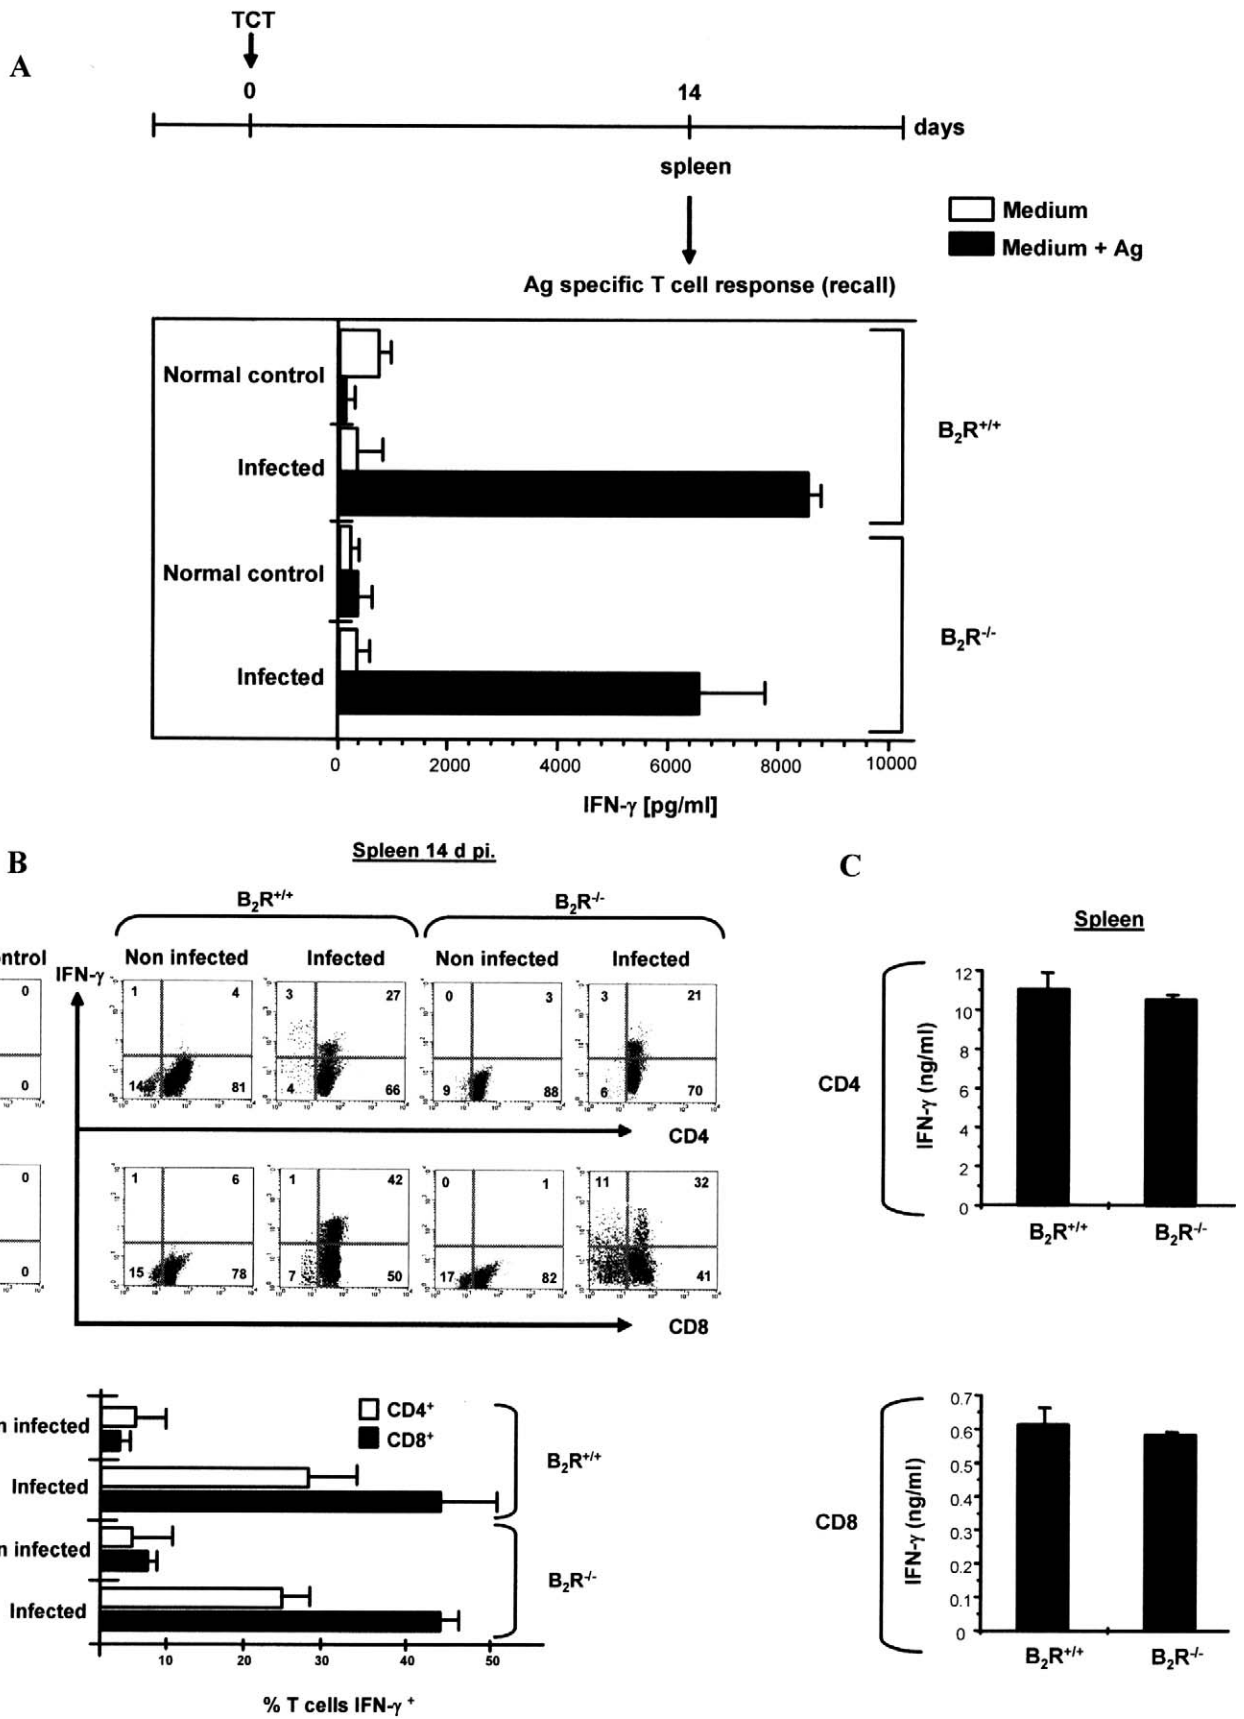 TCT
A
0 14
days
spleen
Medium
Medium + Ag
Ag specific T cell response (recall)
Normal control
Infected
B₂R⁺/⁺
Normal control
Infected
B₂R⁻/⁻
0 2000 4000 6000 8000 10000
IFN-γ [pg/ml]
B
Spleen 14 d pi.
B₂R⁺/⁺ B₂R⁻/⁻
ontrol IFN-γ Non infected Infected Non infected Infected
0 1 4 3 27 0 3 3 21
0 14 81 4 66 9 88 6 70
CD4
0 1 6 1 42 0 1 11 32
0 15 78 7 50 17 82 41
CD8
n infected
Infected
n infected
Infected
CD4⁺
CD8⁺
B₂R⁺/⁺
B₂R⁻/⁻
10 20 30 40 50
% T cells IFN-γ ⁺
C
Spleen
CD4
IFN-γ (ng/ml)
12
10
8
6
4
2
0
B₂R⁺/⁺ B₂R⁻/⁻
CD8
IFN-γ (ng/ml)
0.7
0.6
0.5
0.4
0.3
0.2
0.1
0
B₂R⁺/⁺ B₂R⁻/⁻